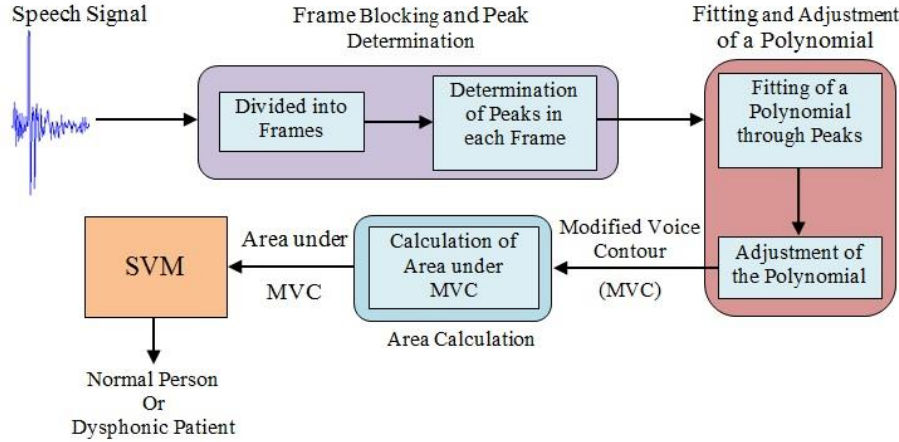 Speech Signal
Frame Blocking and Peak
Determination
Fitting and Adjustment
of a Polynomial
Divided into
Frames
Determination
of Peaks in
each Frame
Fitting of a
Polynomial
through Peaks
Adjustment of
the Polynomial
Modified Voice
Contour
(MVC)
Calculation of
Area under
MVC
Area Calculation
Area under
MVC
SVM
Normal Person
Or
Dysphonic Patient